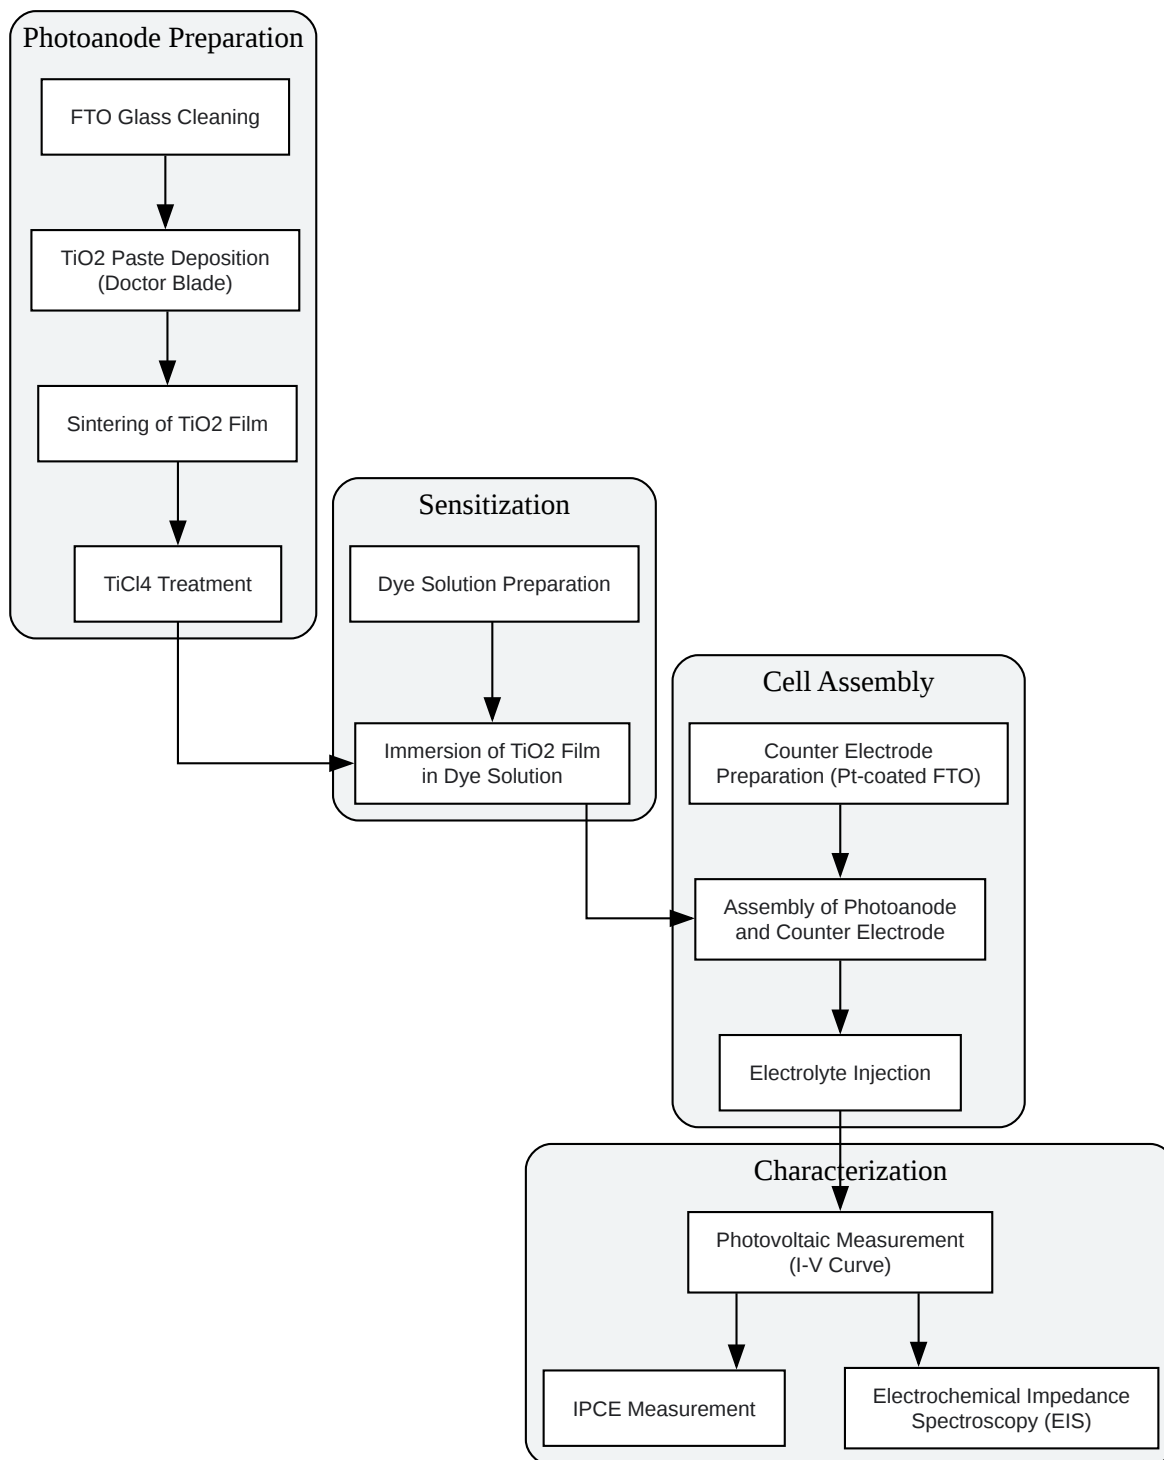 Photoanode Preparation
FTO Glass Cleaning
TiO2 Paste Deposition
(Doctor Blade)
Sintering of TiO2 Film
TiCl4 Treatment
Sensitization
Dye Solution Preparation
Immersion of TiO2 Film
in Dye Solution
Cell Assembly
Counter Electrode
Preparation (Pt-coated FTO)
Assembly of Photoanode
and Counter Electrode
Electrolyte Injection
Characterization
Photovoltaic Measurement
(I-V Curve)
IPCE Measurement
Electrochemical Impedance
Spectroscopy (EIS)